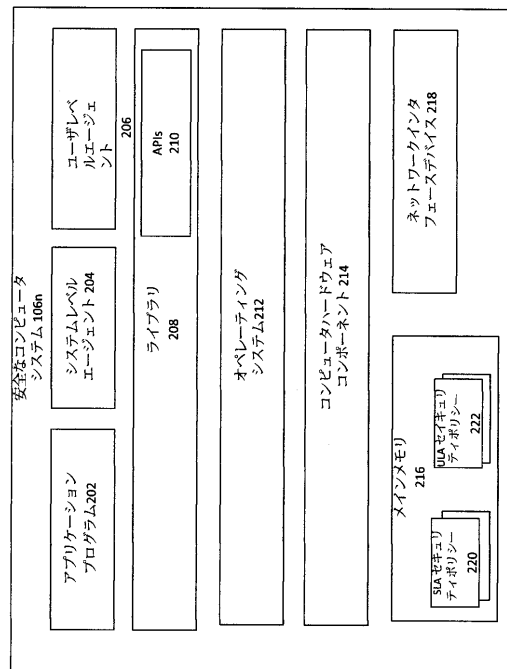 安全なコンピュータ
システム 106n
アプリケーション
プログラム202
システムレベル
エージェント 204
ユーザレベ
ルエージェ
ント
206
ライブラリ
208
APIs
210
オペレーティング
システム212
コンピュータハードウェア
コンポーネント 214
メインメモリ
216
SLA セキュリ
ティポリシー
220
ULA セイキュリ
ティポリシー
222
ネットワークインタ
フェースデバイス 218